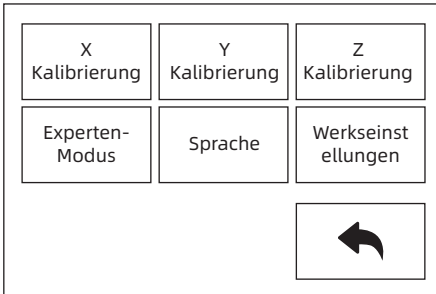 X
Kalibrierung
Y
Kalibrierung
Z
Kalibrierung
Experten-
Modus
Sprache
Werkseinst
ellungen